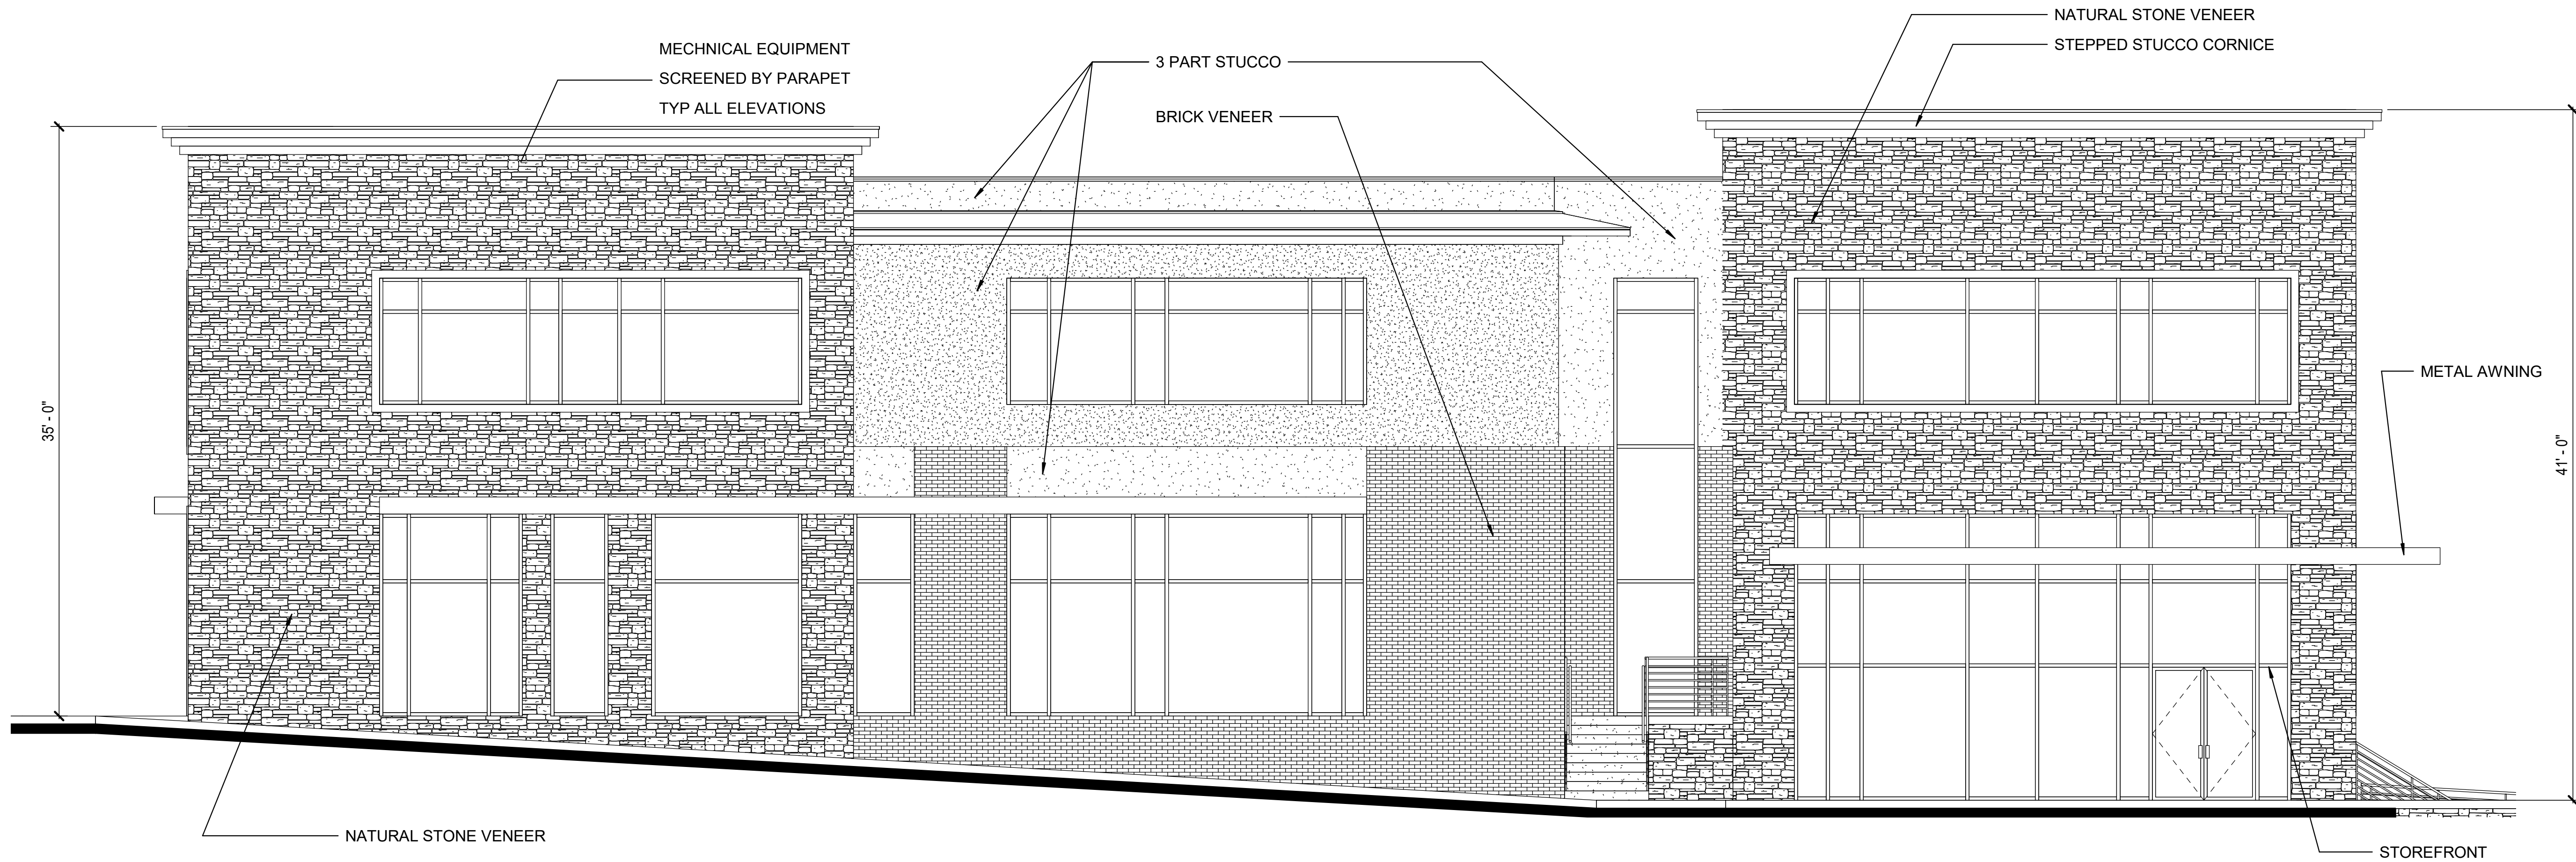 NATURAL STONE VENEER
STEPPED STUCCO CORNICE
MECHNICAL EQUIPMENT
SCREENED BY PARAPET
TYP ALL ELEVATIONS
3 PART STUCCO
BRICK VENEER
METAL AWNING
35' - 0"
41' - 0"
NATURAL STONE VENEER
STOREFRONT